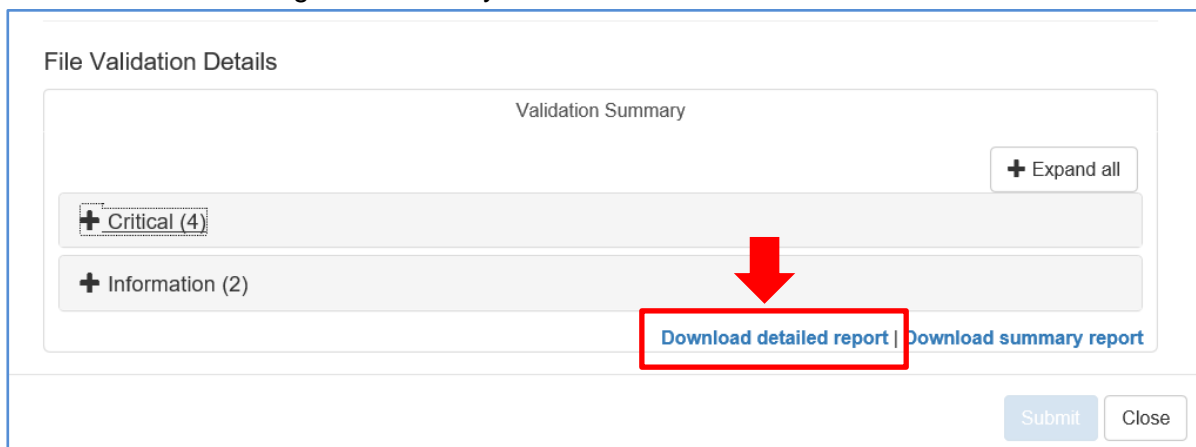 File Validation Details
Validation Summary
Expand all
Critical (4)
Information (2)
Download detailed report | Download summary report
Submit Close